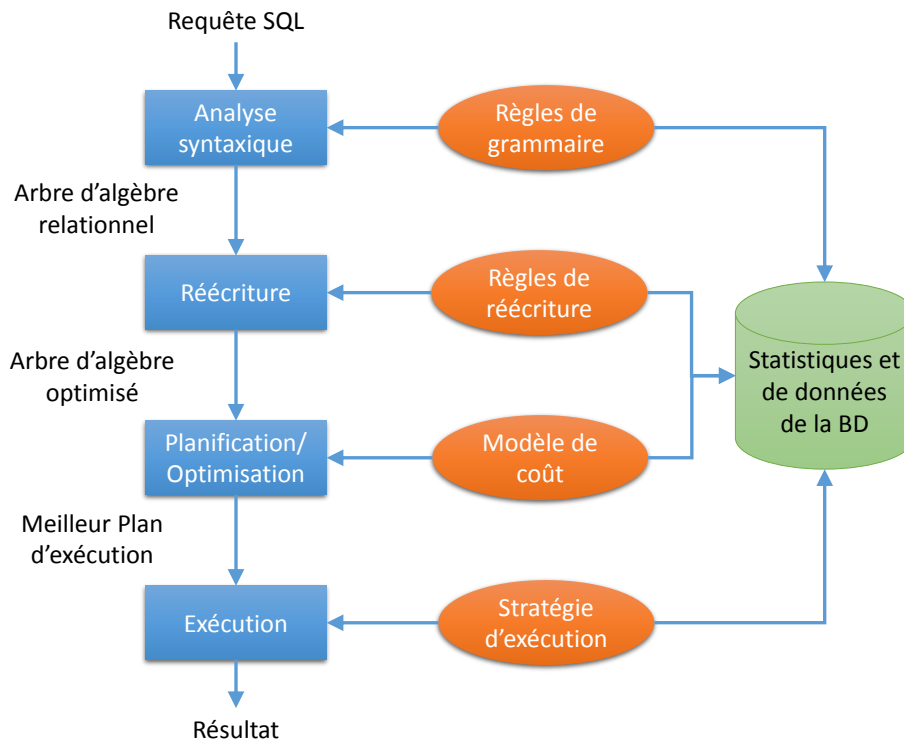 Requête SQL
Analyse
syntaxique
Règles de
grammaire
Arbre d'algèbre
relationnel
Réécriture
Règles de
réécriture
Arbre d'algèbre
optimisé
Statistiques et
de données
de la BD
Planification/
Optimisation
Modèle de
coût
Meilleur Plan
d'exécution
Exécution
Stratégie
d'exécution
Résultat